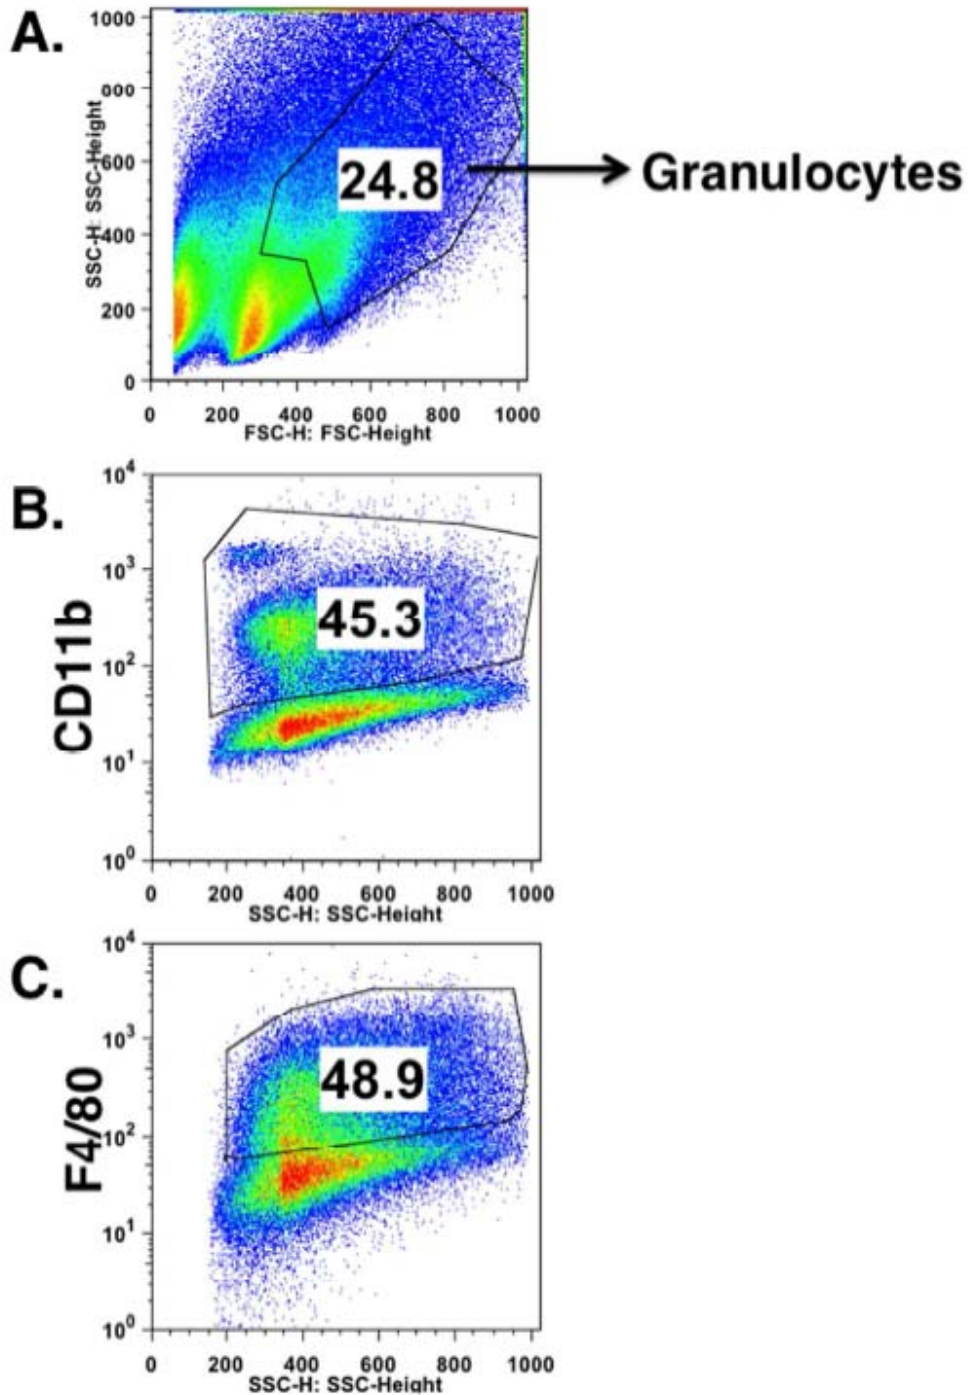 A.
1000
800
600
400
200
0
SSC-H: SSC-Height
24.8
Granulocytes
0 200 400 600 800 1000
FSC-H: FSC-Height
B.
10⁴
10³
10²
10¹
10⁰
CD11b
45.3
0 200 400 600 800 1000
SSC-H: SSC-Height
C.
10⁴
10³
10²
10¹
10⁰
F4/80
48.9
0 200 400 600 800 1000
SSC-H: SSC-Height